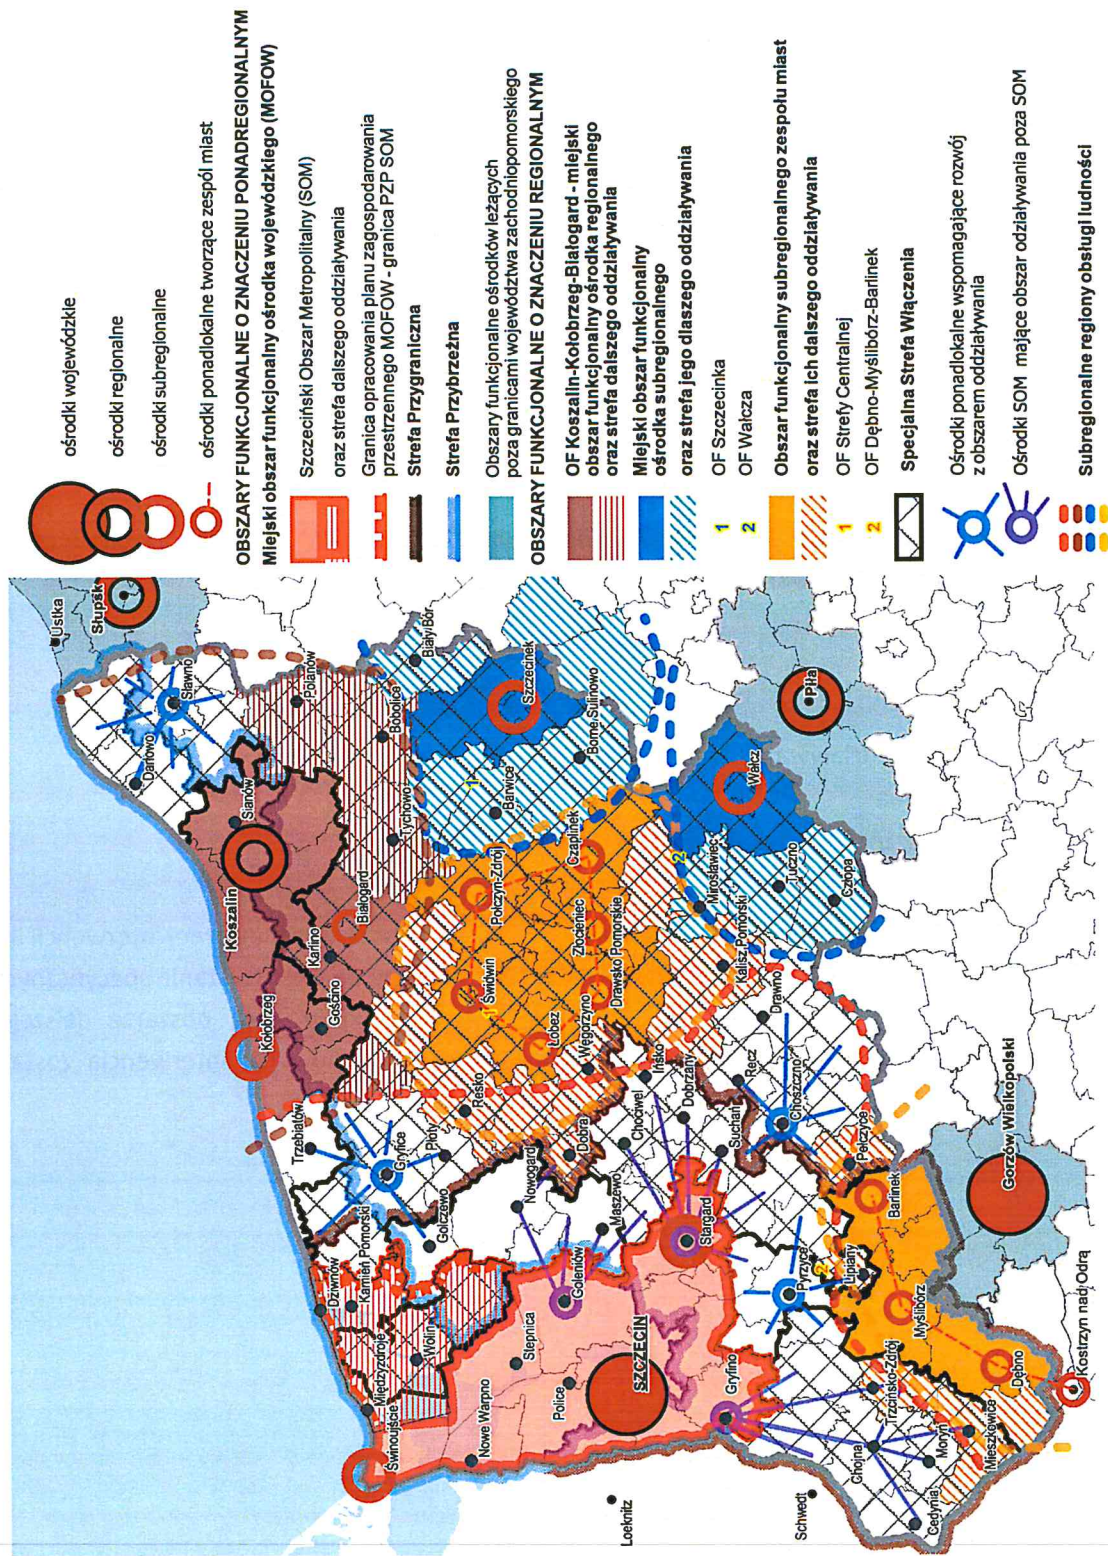 ośrodki wojewódzkie
ośrodki regionalne
ośrodki subregionalne
ośrodki ponadlokalne tworzące zespół miast
OBSZARY FUNKCJONALNE O ZNACZENIU PONADREGIONALNYM
Miejski obszar funkcjonalny ośrodka wojewódzkiego (MOFOW)
Szczeciński Obszar Metropolitalny (SOM)
oraz strefa dalszego oddziaływania
Granica opracowania planu zagospodarowania
przestrzennego MOFOW - granica PZP SOM
Strefa Przygraniczna
Strefa Przybrzeżna
Obszary funkcjonalne ośrodków leżących
poza granicami województwa zachodniopomorskiego
OBSZARY FUNKCJONALNE O ZNACZENIU REGIONALNYM
OF Koszalin-Kołobrzeg-Białogard - miejski
obszar funkcjonalny ośrodka regionalnego
oraz strefa dalszego oddziaływania
Miejski obszar funkcjonalny
ośrodka subregionalnego
oraz strefa jego dlaszego oddziaływania
1 OF Szczecinka
2 OF Wałcza
Obszar funkcjonalny subregionalnego zespołu miast
oraz strefa ich dalszego oddziaływania
1 OF Strefy Centralnej
2 OF Dębno-Myślibórz-Barlinek
Specjalna Strefa Włączenia
Ośrodki ponadlokalne wspomagające rozwój
z obszarem oddziaływania
Ośrodki SOM mające obszar odziaływania poza SOM
Subregionalne regiony obsługi ludności
Ustka
Słupsk
Sławno
Darłowo
Polanów
Sianów
Koszalin
Bobolice
Biały Bór
Tychowo
Białogard
Karlino
Kołobrzeg
Gościno
Szczecinek
Barwice
Borne Sulinowo
1
Połczyn-Zdrój
Czaplinek
Świdwin
1
Złocieniec
Drawsko Pomorskie
Łobez
Węgorzyno
Resko
Wałcz
Piła
2
Mirosławiec
Tuczno
Człopa
Kalisz Pomorski
Drawno
Trzebiatów
Gryfice
Płoty
Dobra
Ińsko
Chociwel
Dobrzany
Recz
Suchań
Choszczno
Pełczyce
Nowogard
Maszewo
Golczewo
Kamień Pomorski
Dziwnów
Międzyzdroje
Wolin
Świnoujście
Stepnica
Goleniów
Nowe Warpno
Police
SZCZECIN
Stargard
Gryfino
Pyrzyce
2
Lipiany
Barlinek
Myślibórz
Dębno
Gorzów Wielkopolski
Kostrzyn nad Odrą
Trzcińsko-Zdrój
Chojna
Moryń
Mieszkowice
Cedynia
Loeknitz
Schwedt